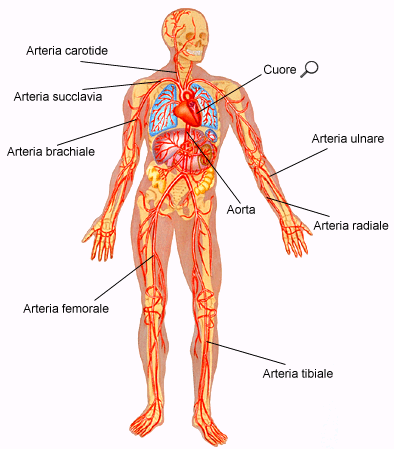 Arteria carotide
Cuore
Arteria succlavia
Arteria ulnare
Arteria brachiale
Aorta
Arteria radiale
Arteria femorale
Arteria tibiale